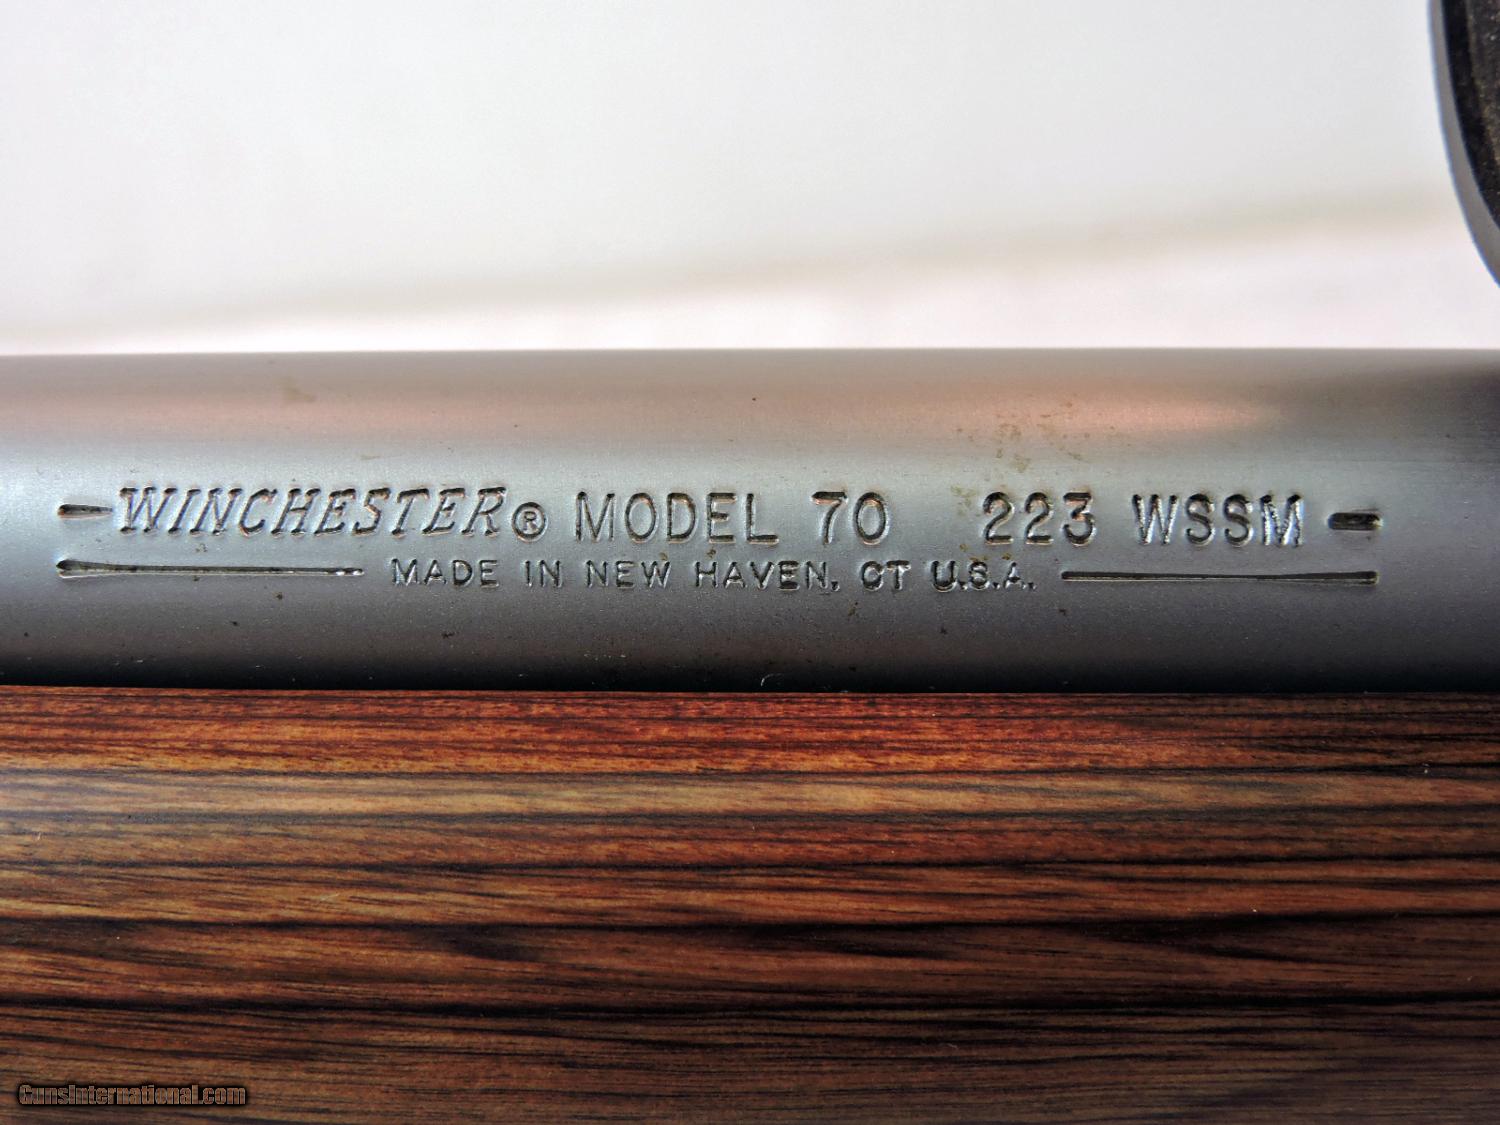 WINCHESTER® MODEL 70 223 WSSM
MADE IN NEW HAVEN, CT U.S.A.
GunsInternational.com